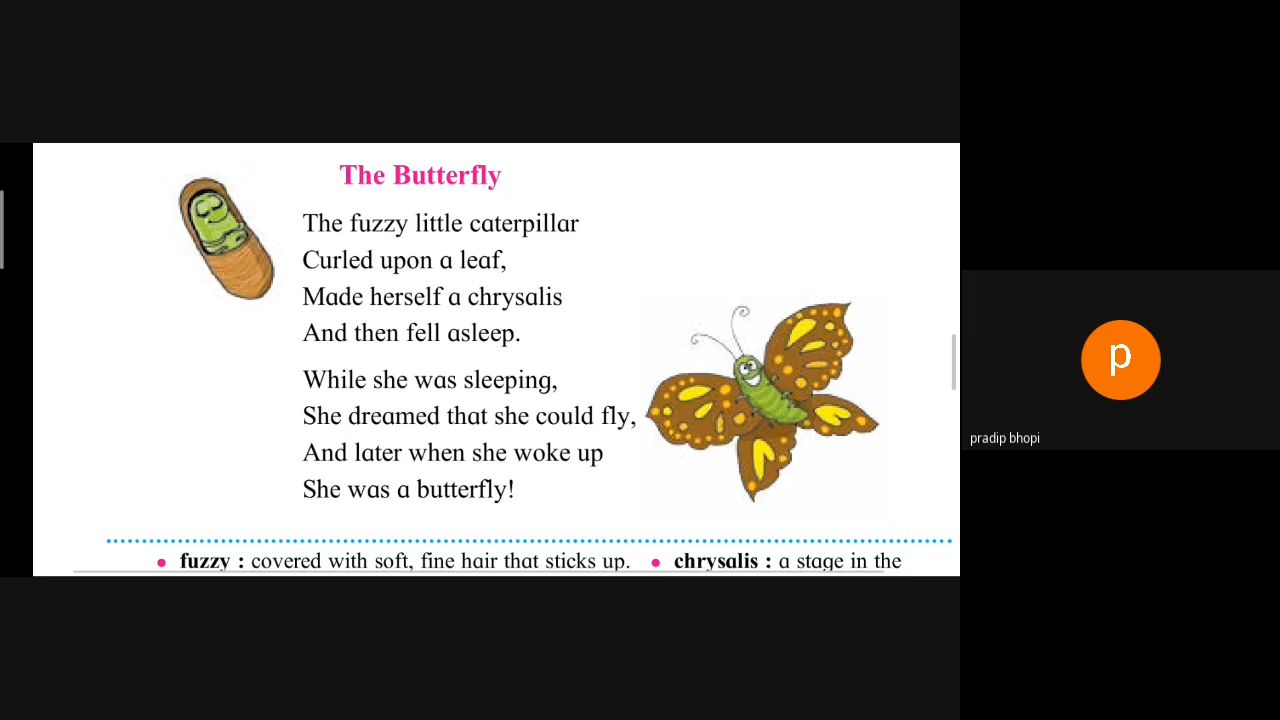 The Butterfly
The fuzzy little caterpillar
Curled upon a leaf,
Made herself a chrysalis
And then fell asleep.
While she was sleeping,
She dreamed that she could fly,
And later when she woke up
She was a butterfly!
• fuzzy : covered with soft, fine hair that sticks up. • chrysalis : a stage in the
p
pradip bhopi